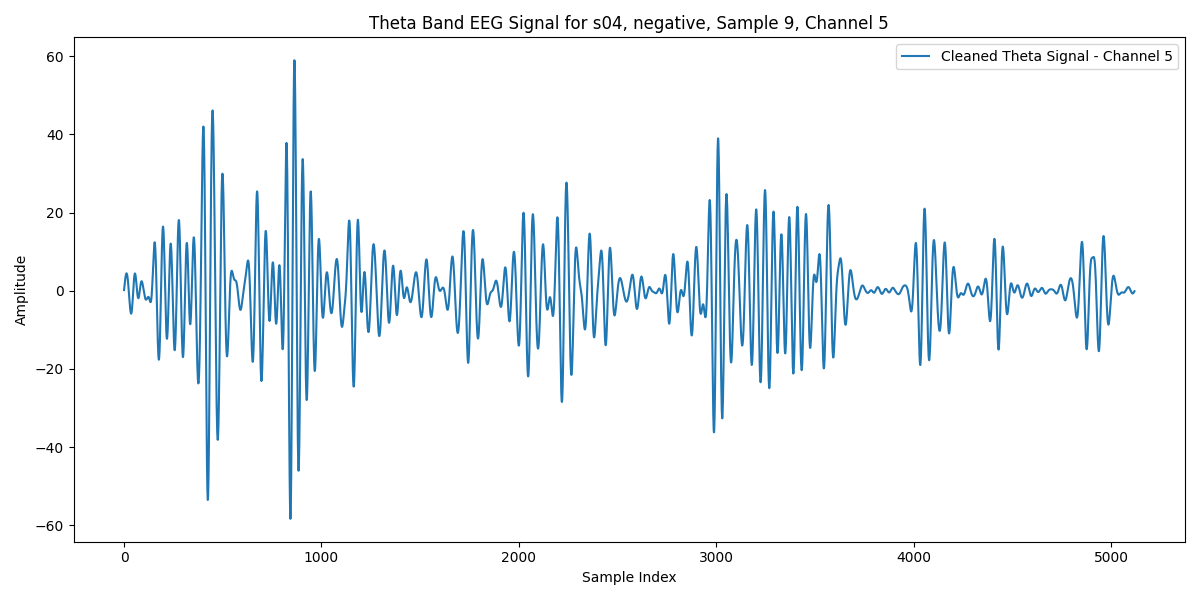 Theta Band EEG Signal for s04, negative, Sample 9, Channel 5
Cleaned Theta Signal - Channel 5
60
40
20
0
−20
−40
−60
Amplitude
0 1000 2000 3000 4000 5000
Sample Index